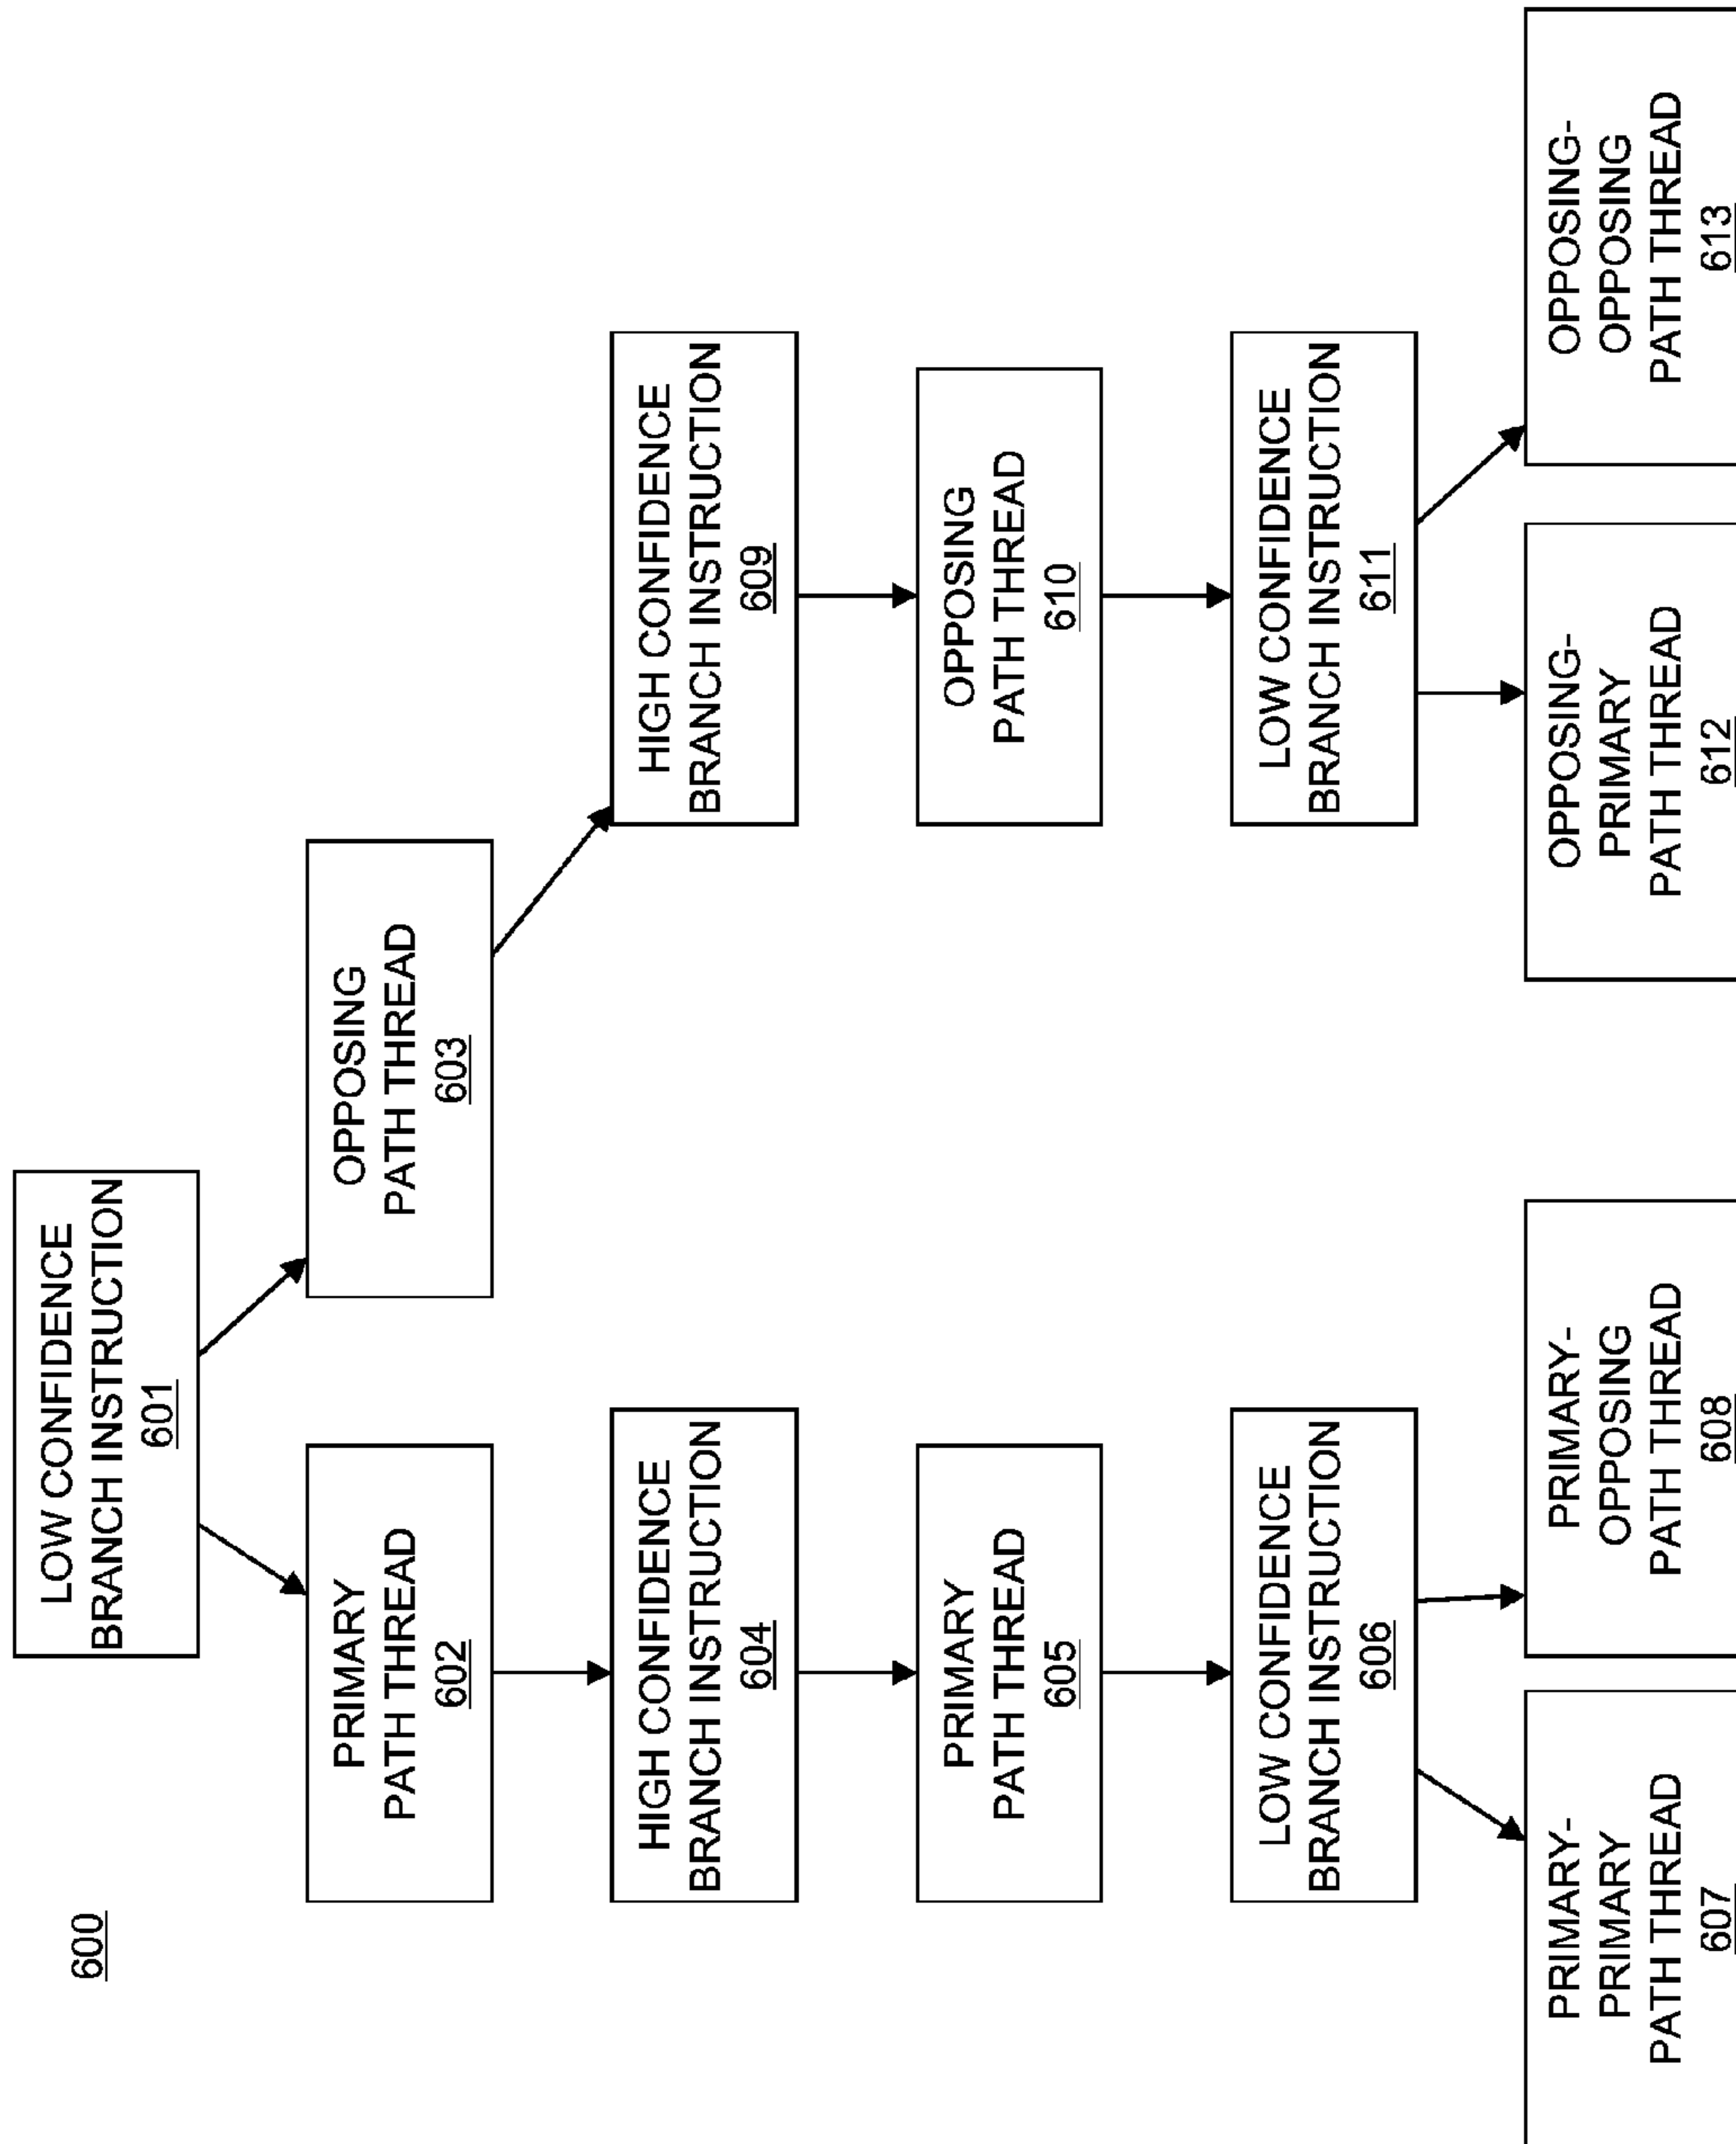 600
LOW CONFIDENCE
BRANCH INSTRUCTION
601
PRIMARY
PATH THREAD
602
OPPOSING
PATH THREAD
603
HIGH CONFIDENCE
BRANCH INSTRUCTION
604
HIGH CONFIDENCE
BRANCH INSTRUCTION
609
PRIMARY
PATH THREAD
605
OPPOSING
PATH THREAD
610
LOW CONFIDENCE
BRANCH INSTRUCTION
606
LOW CONFIDENCE
BRANCH INSTRUCTION
611
PRIMARY-
PRIMARY
PATH THREAD
607
PRIMARY-
OPPOSING
PATH THREAD
608
OPPOSING-
PRIMARY
PATH THREAD
612
OPPOSING-
OPPOSING
PATH THREAD
613